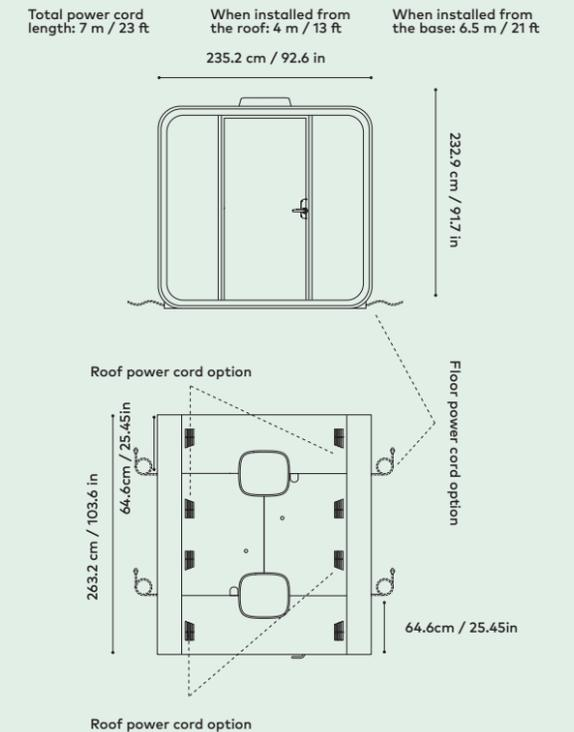 Total power cord
length: 7 m / 23 ft
When installed from
the roof: 4 m / 13 ft
When installed from
the base: 6.5 m / 21 ft
235.2 cm / 92.6 in
232.9 cm / 91.7 in
Roof power cord option
Floor power cord option
64.6cm / 25.45in
263.2 cm / 103.6 in
64.6cm / 25.45in
Roof power cord option